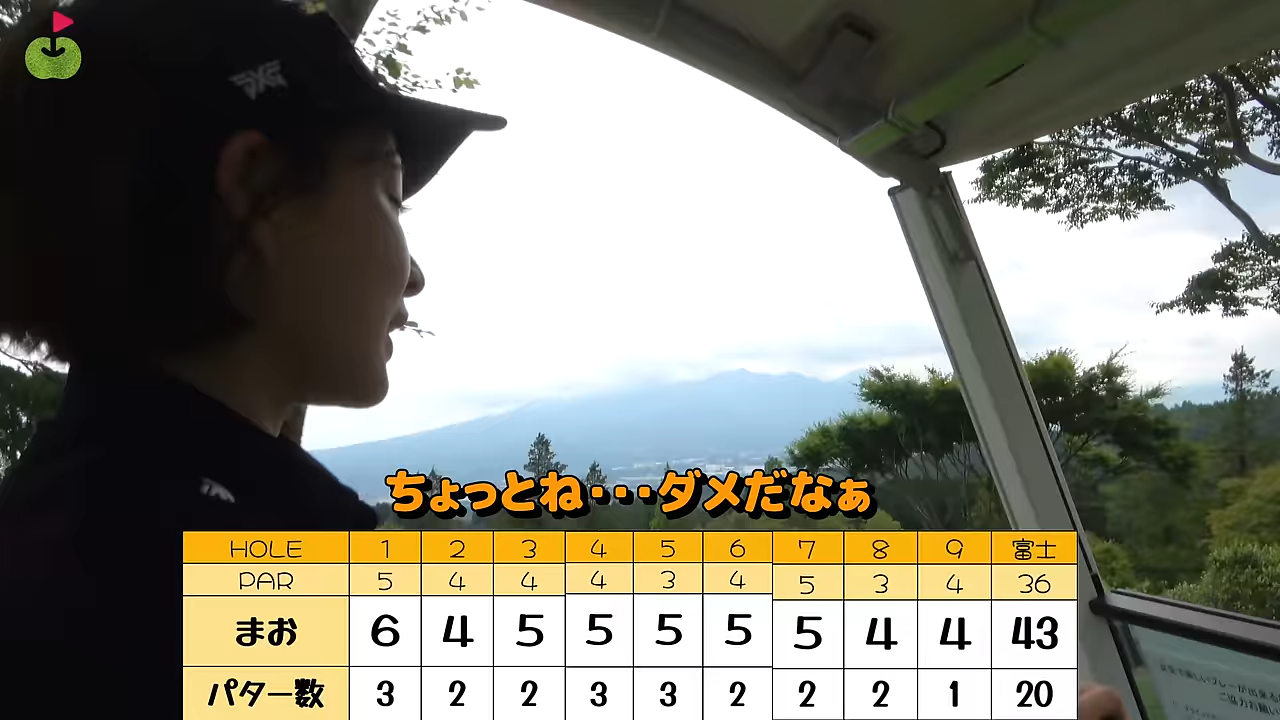 PXG
ちょっとね・・・ダメだなぁ
HOLE 1 2 3 4 5 6 7 8 9 富士
PAR 5 4 4 4 3 4 5 3 4 36
まお 6 4 5 5 5 5 5 4 4 43
パター数 3 2 2 3 3 2 2 2 1 20